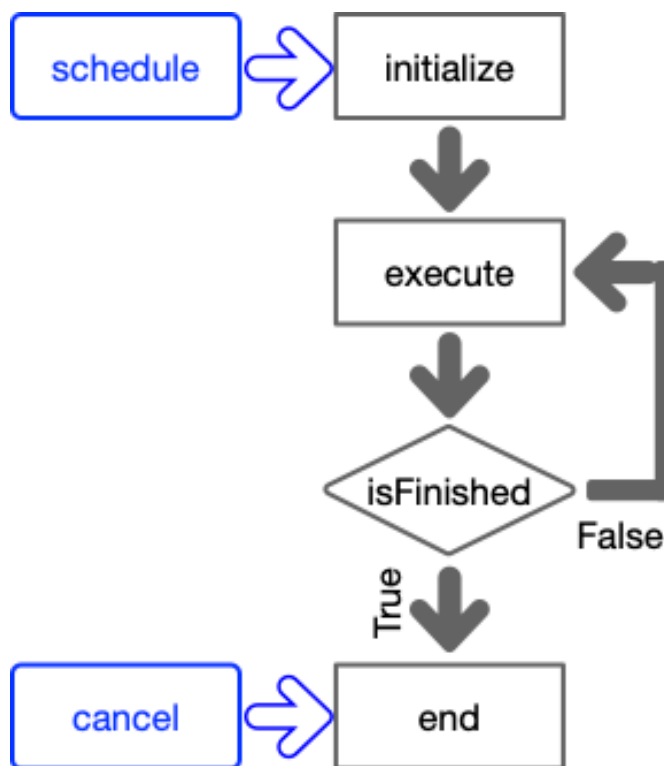 schedule
initialize
execute
isFinished
False
True
cancel
end